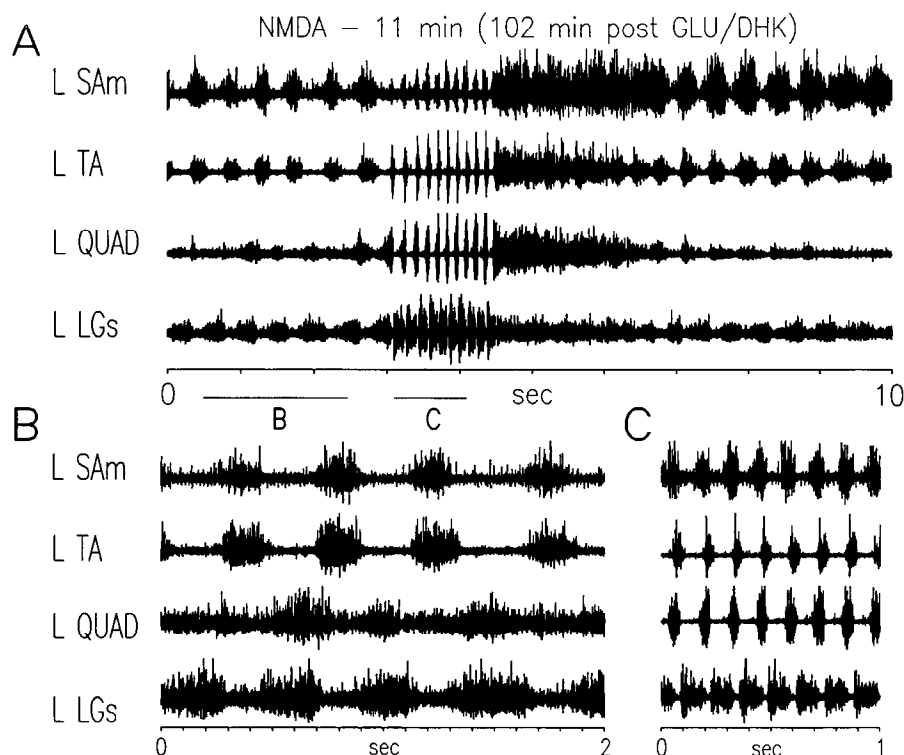 A
NMDA – 11 min (102 min post GLU/DHK)
L SAm
L TA
L QUAD
L LGs
0 sec 10
B C
B
L SAm
L TA
L QUAD
L LGs
0 sec 2
C
0 sec 1